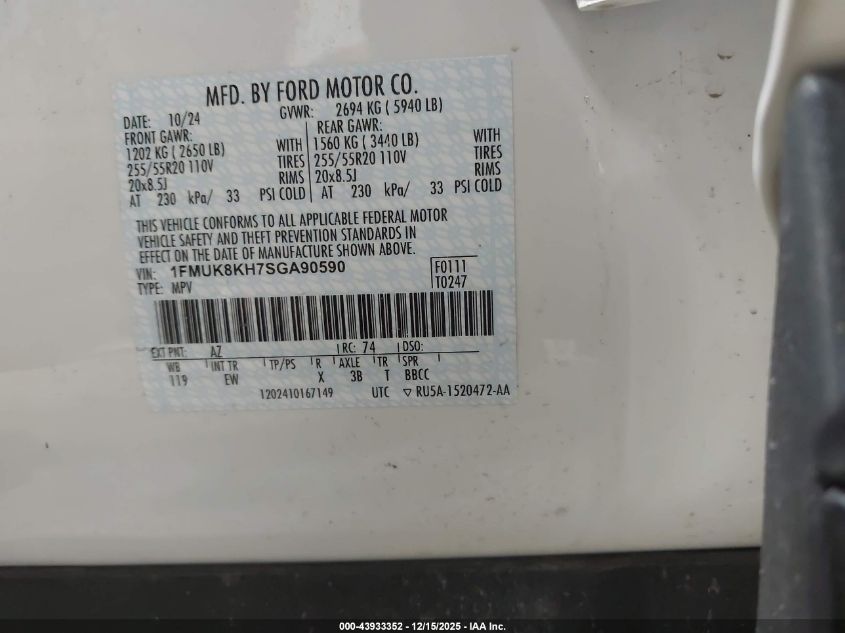 MFD. BY FORD MOTOR CO.
DATE: 10/24 GVWR: 2694 KG ( 5940 LB)
FRONT GAWR: REAR GAWR:
1202 KG ( 2650 LB) WITH 1560 KG ( 3440 LB) WITH
255/55R20 110V TIRES 255/55R20 110V TIRES
20x8.5J RIMS 20x8.5J RIMS
AT 230 kPa/ 33 PSI COLD AT 230 kPa/ 33 PSI COLD
THIS VEHICLE CONFORMS TO ALL APPLICABLE FEDERAL MOTOR
VEHICLE SAFETY AND THEFT PREVENTION STANDARDS IN
EFFECT ON THE DATE OF MANUFACTURE SHOWN ABOVE.
VIN: 1FMUK8KH7SGA90590 F0111
TYPE: MPV T0247
EXT PNT: AZ RC: 74 DSO:
WB INT TR TP/PS R AXLE TR SPR
119 EW X 3B T BBCC
1202410167149 UTC ▽ RU5A-1520472-AA
000-43933352 - 12/15/2025 - IAA Inc.